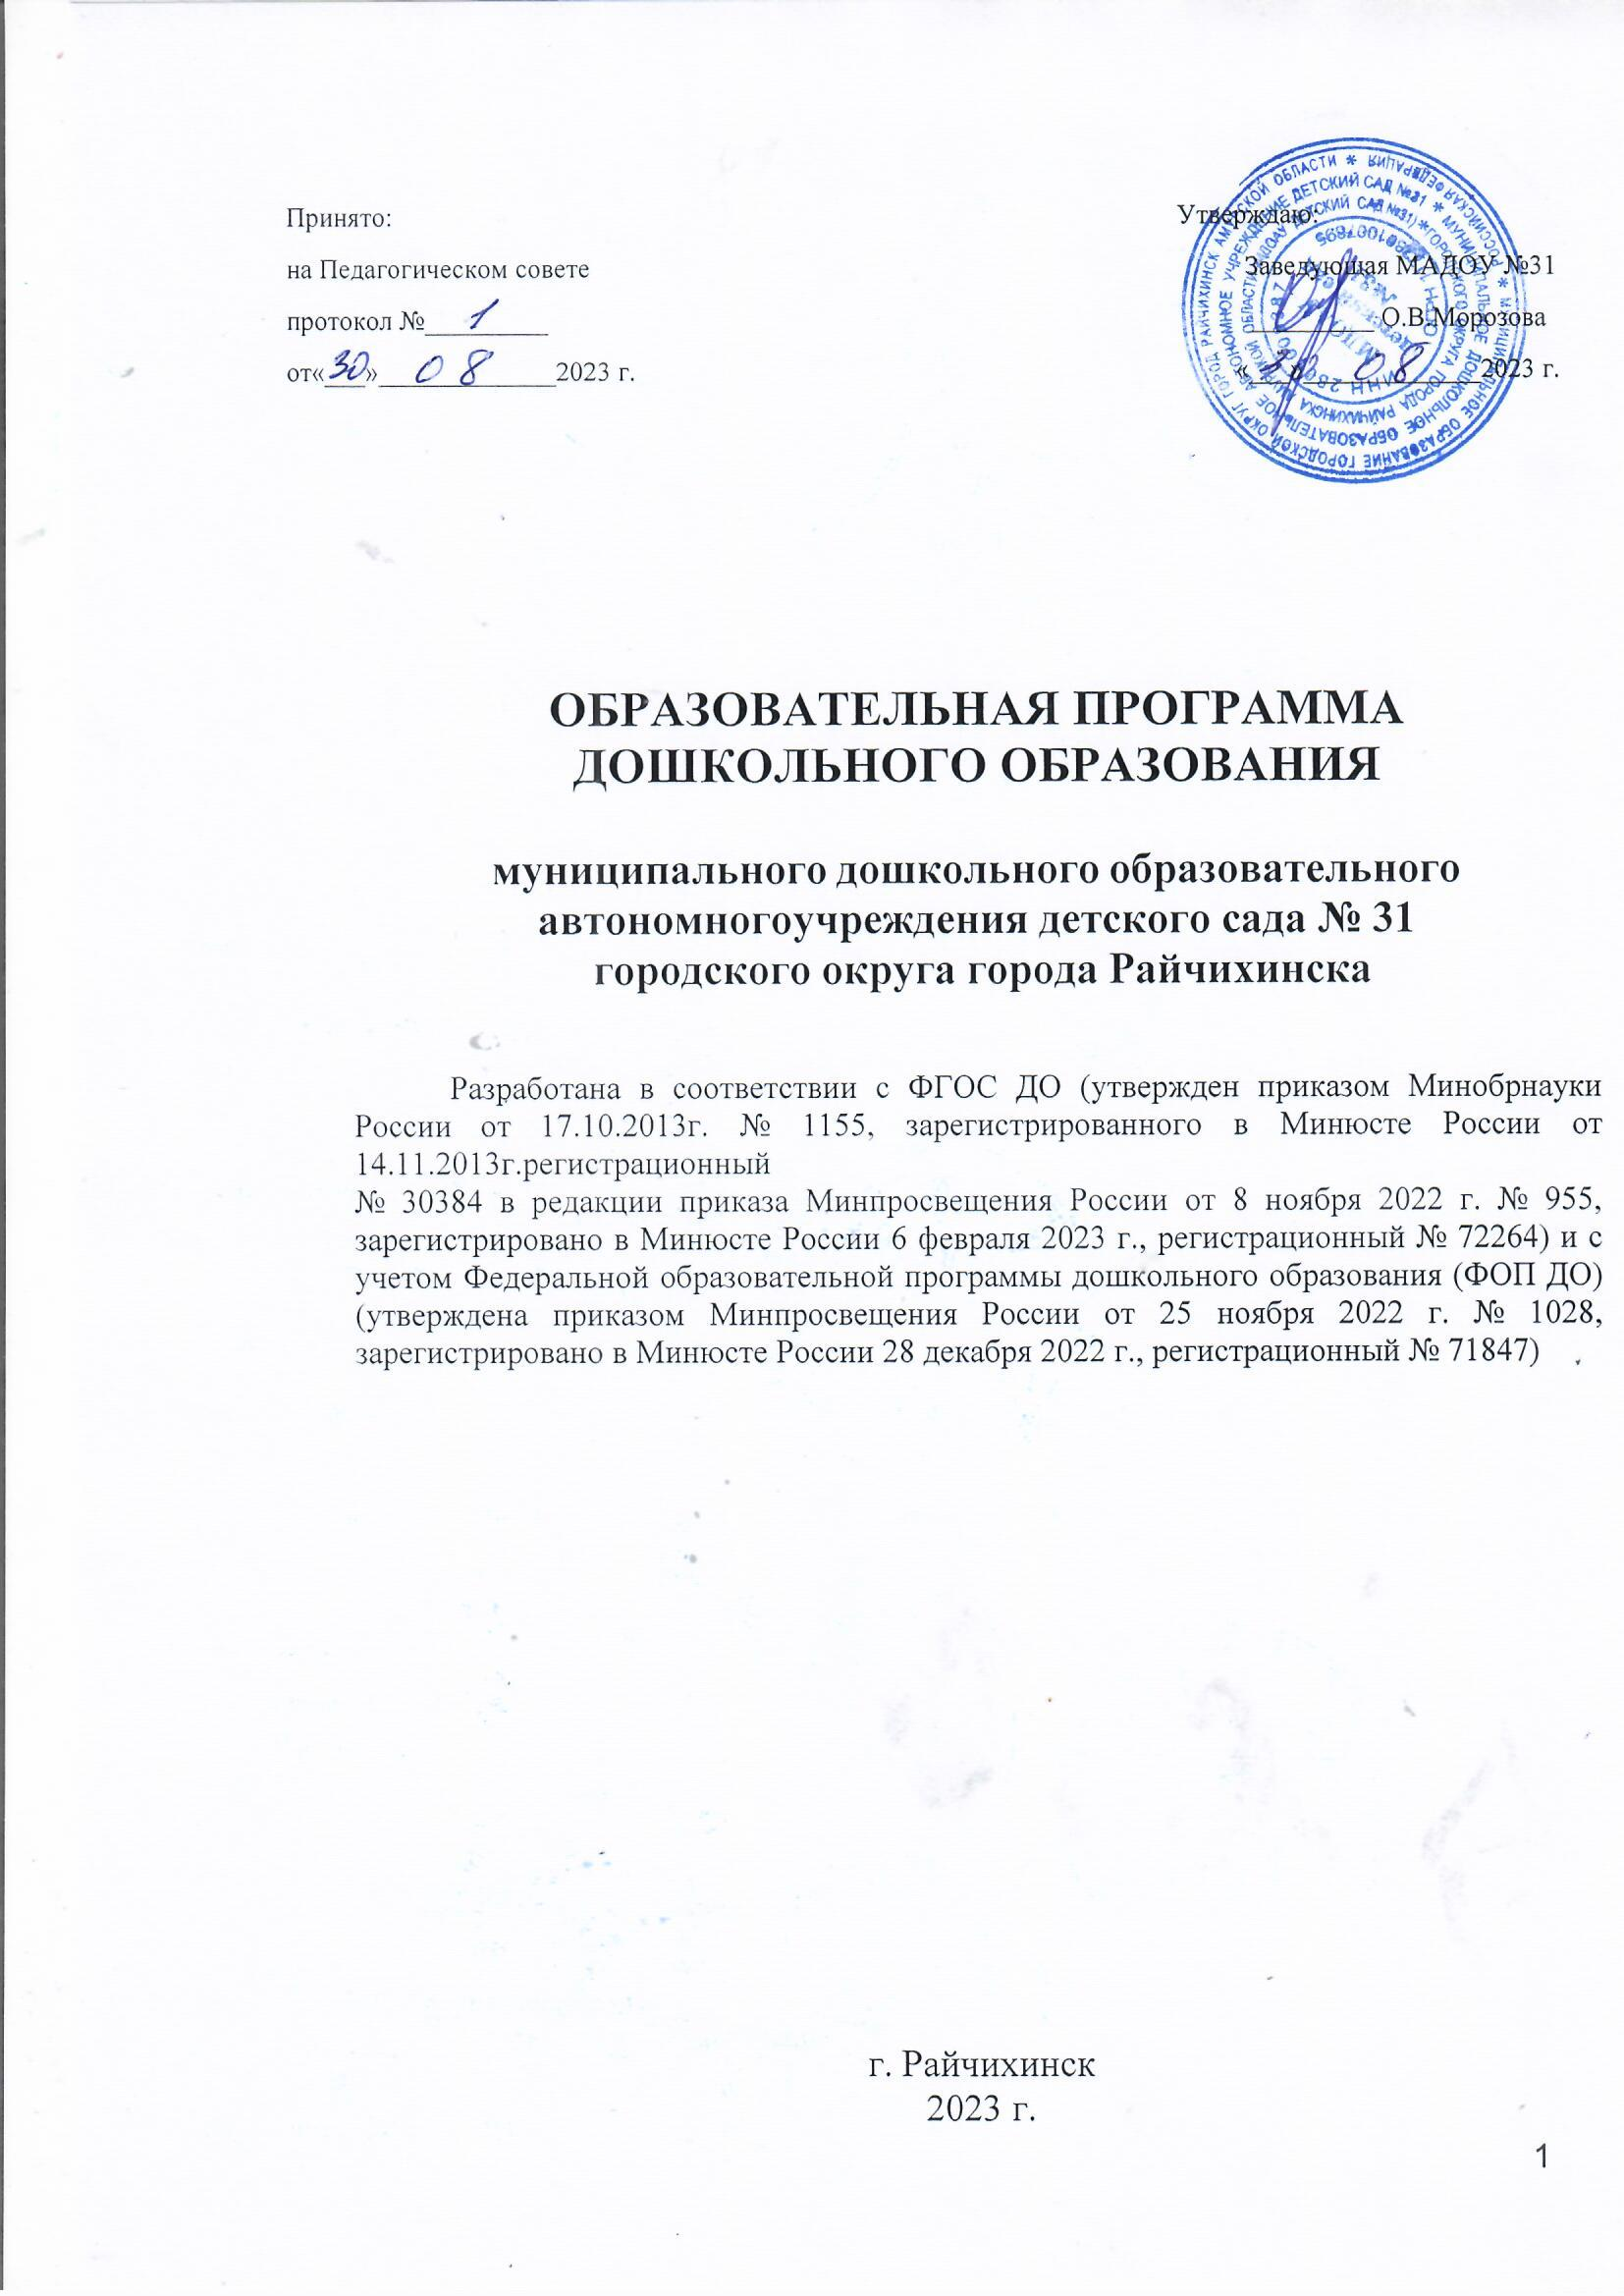 Принято:
на Педагогическом совете
протокол №_________ 1
от«30» 08 2023 г.
Утверждаю:
Заведующая МАДОУ №31
_________ О.В.Морозова
« 08 2023 г.
ОБРАЗОВАТЕЛЬНАЯ ПРОГРАММА
ДОШКОЛЬНОГО ОБРАЗОВАНИЯ
муниципального дошкольного образовательного
автономногоучреждения детского сада № 31
городского округа города Райчихинска
Разработана в соответствии с ФГОС ДО (утвержден приказом Минобрнауки
России от 17.10.2013г. № 1155, зарегистрированного в Минюсте России от
14.11.2013г.регистрационный
№ 30384 в редакции приказа Минпросвещения России от 8 ноября 2022 г. № 955,
зарегистрировано в Минюсте России 6 февраля 2023 г., регистрационный № 72264) и с
учетом Федеральной образовательной программы дошкольного образования (ФОП ДО)
(утверждена приказом Минпросвещения России от 25 ноября 2022 г. № 1028,
зарегистрировано в Минюсте России 28 декабря 2022 г., регистрационный № 71847)
г. Райчихинск
2023 г.
1